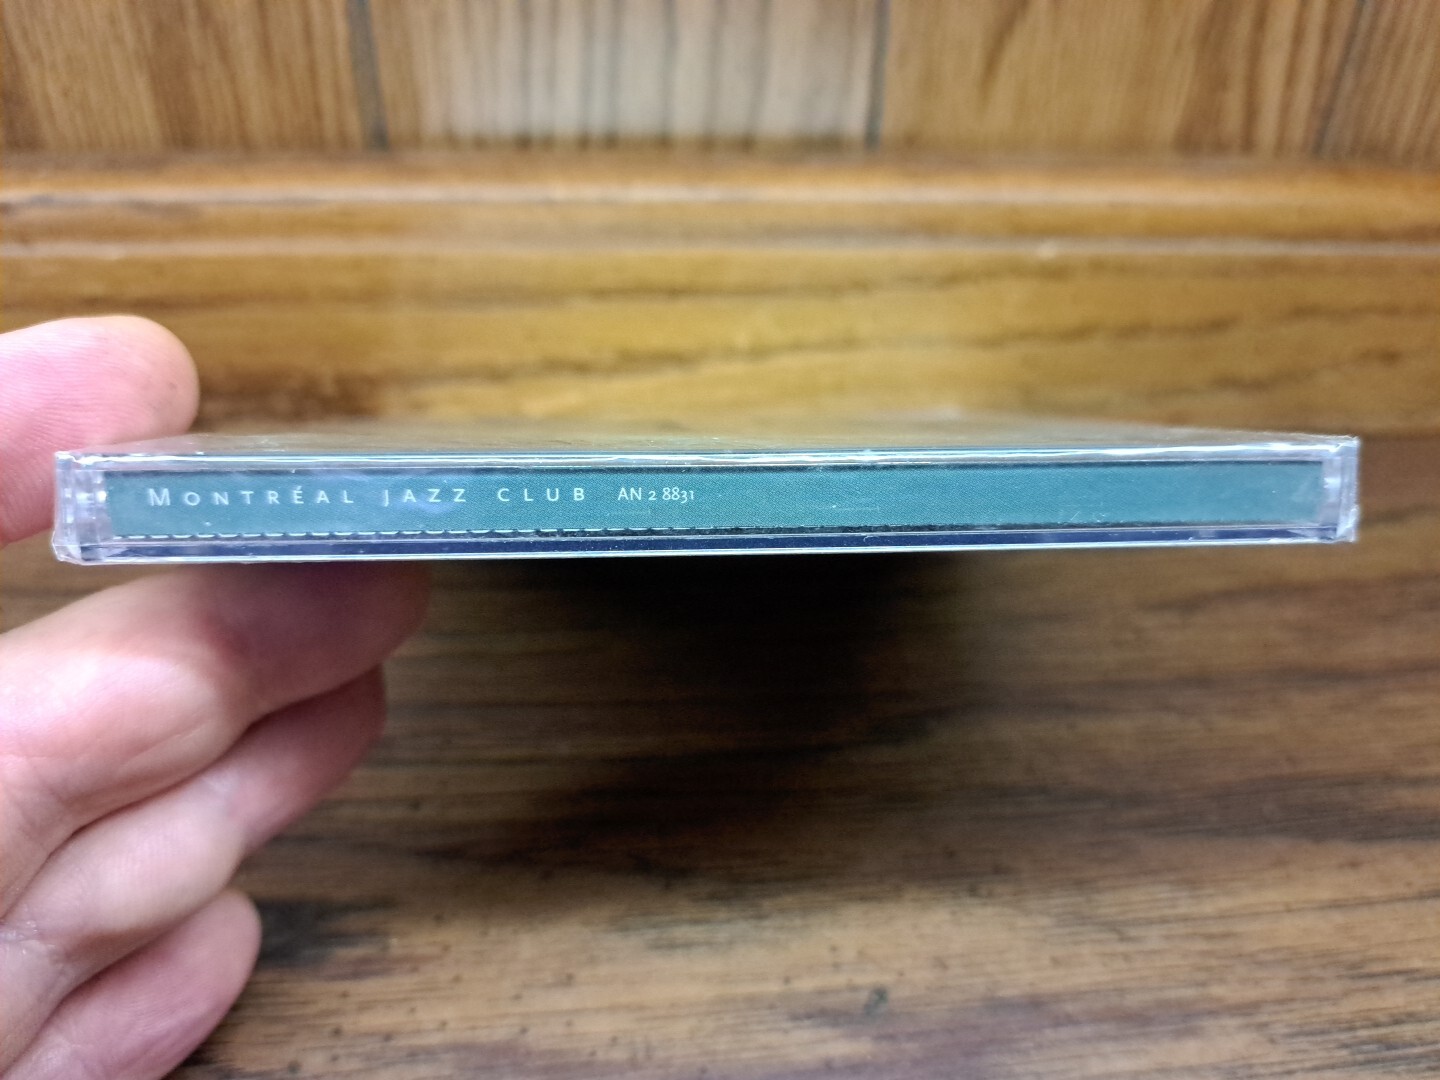 Montréal jazz club AN 2 8831